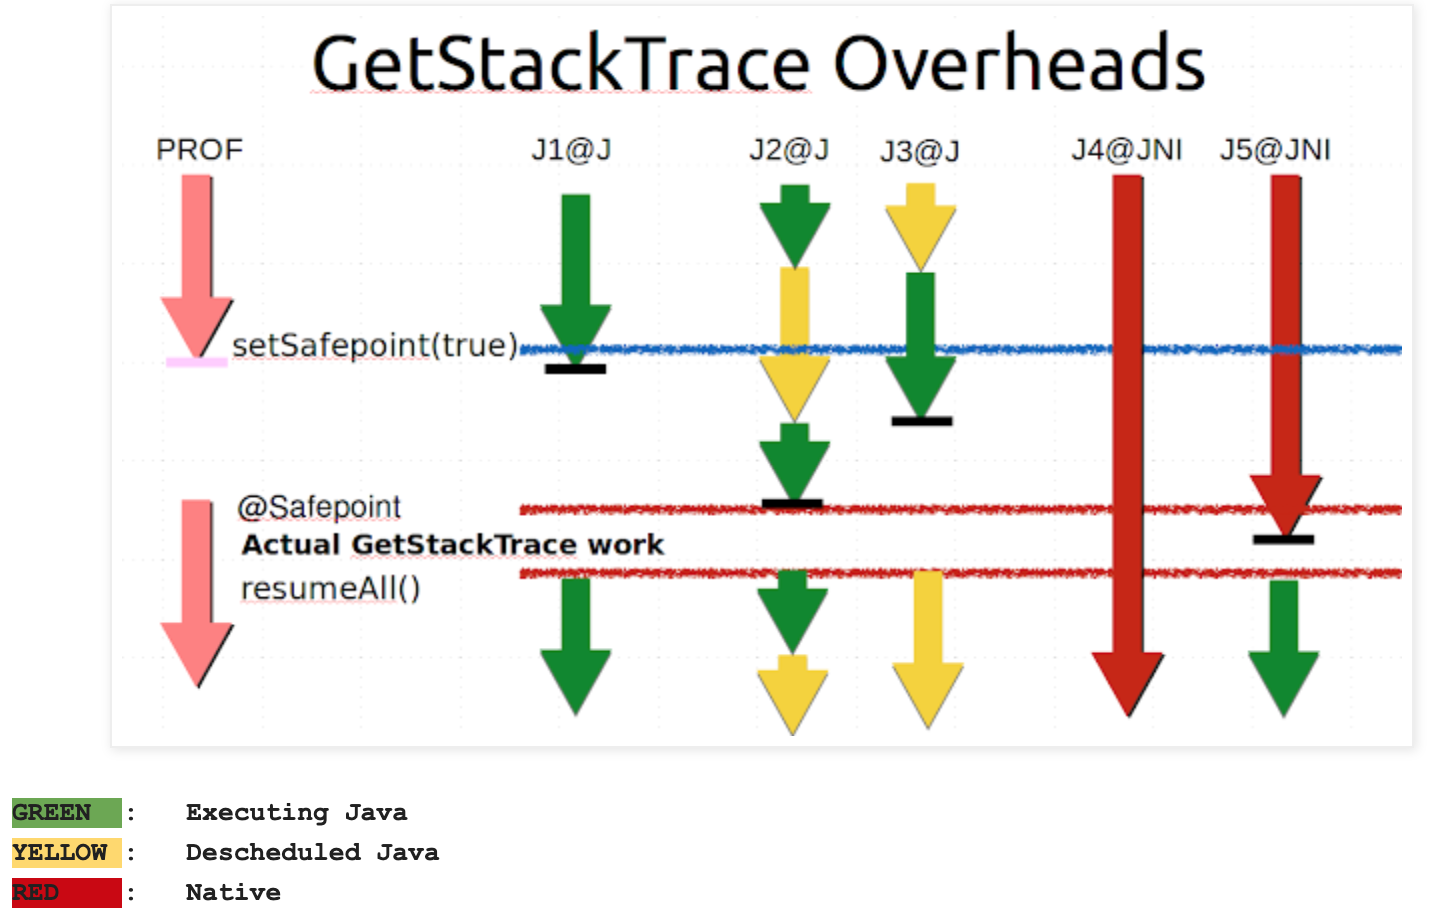 GetStackTrace Overheads
PROF J1@J J2@J J3@J J4@JNI J5@JNI
setSafepoint(true)
@Safepoint
Actual GetStackTrace work
resumeAll()
GREEN : Executing Java
YELLOW : Descheduled Java
RED : Native